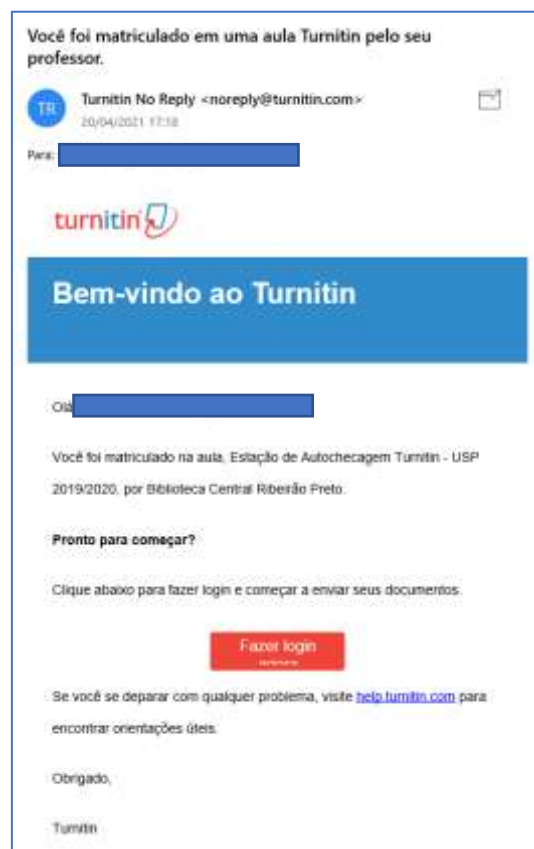 Você foi matriculado em uma aula Turnitin pelo seu
professor.
TR
Turnitin No Reply <noreply@turnitin.com>
20/04/2021 17:18
Para:
turnitin
Bem-vindo ao Turnitin
Olá
Você foi matriculado na aula, Estação de Autochecagem Turnitin - USP
2019/2020, por Biblioteca Central Ribeirão Preto.
Pronto para começar?
Clique abaixo para fazer login e começar a enviar seus documentos.
Fazer login
Se você se deparar com qualquer problema, visite help.turnitin.com para
encontrar orientações úteis.
Obrigado,
Turnitin